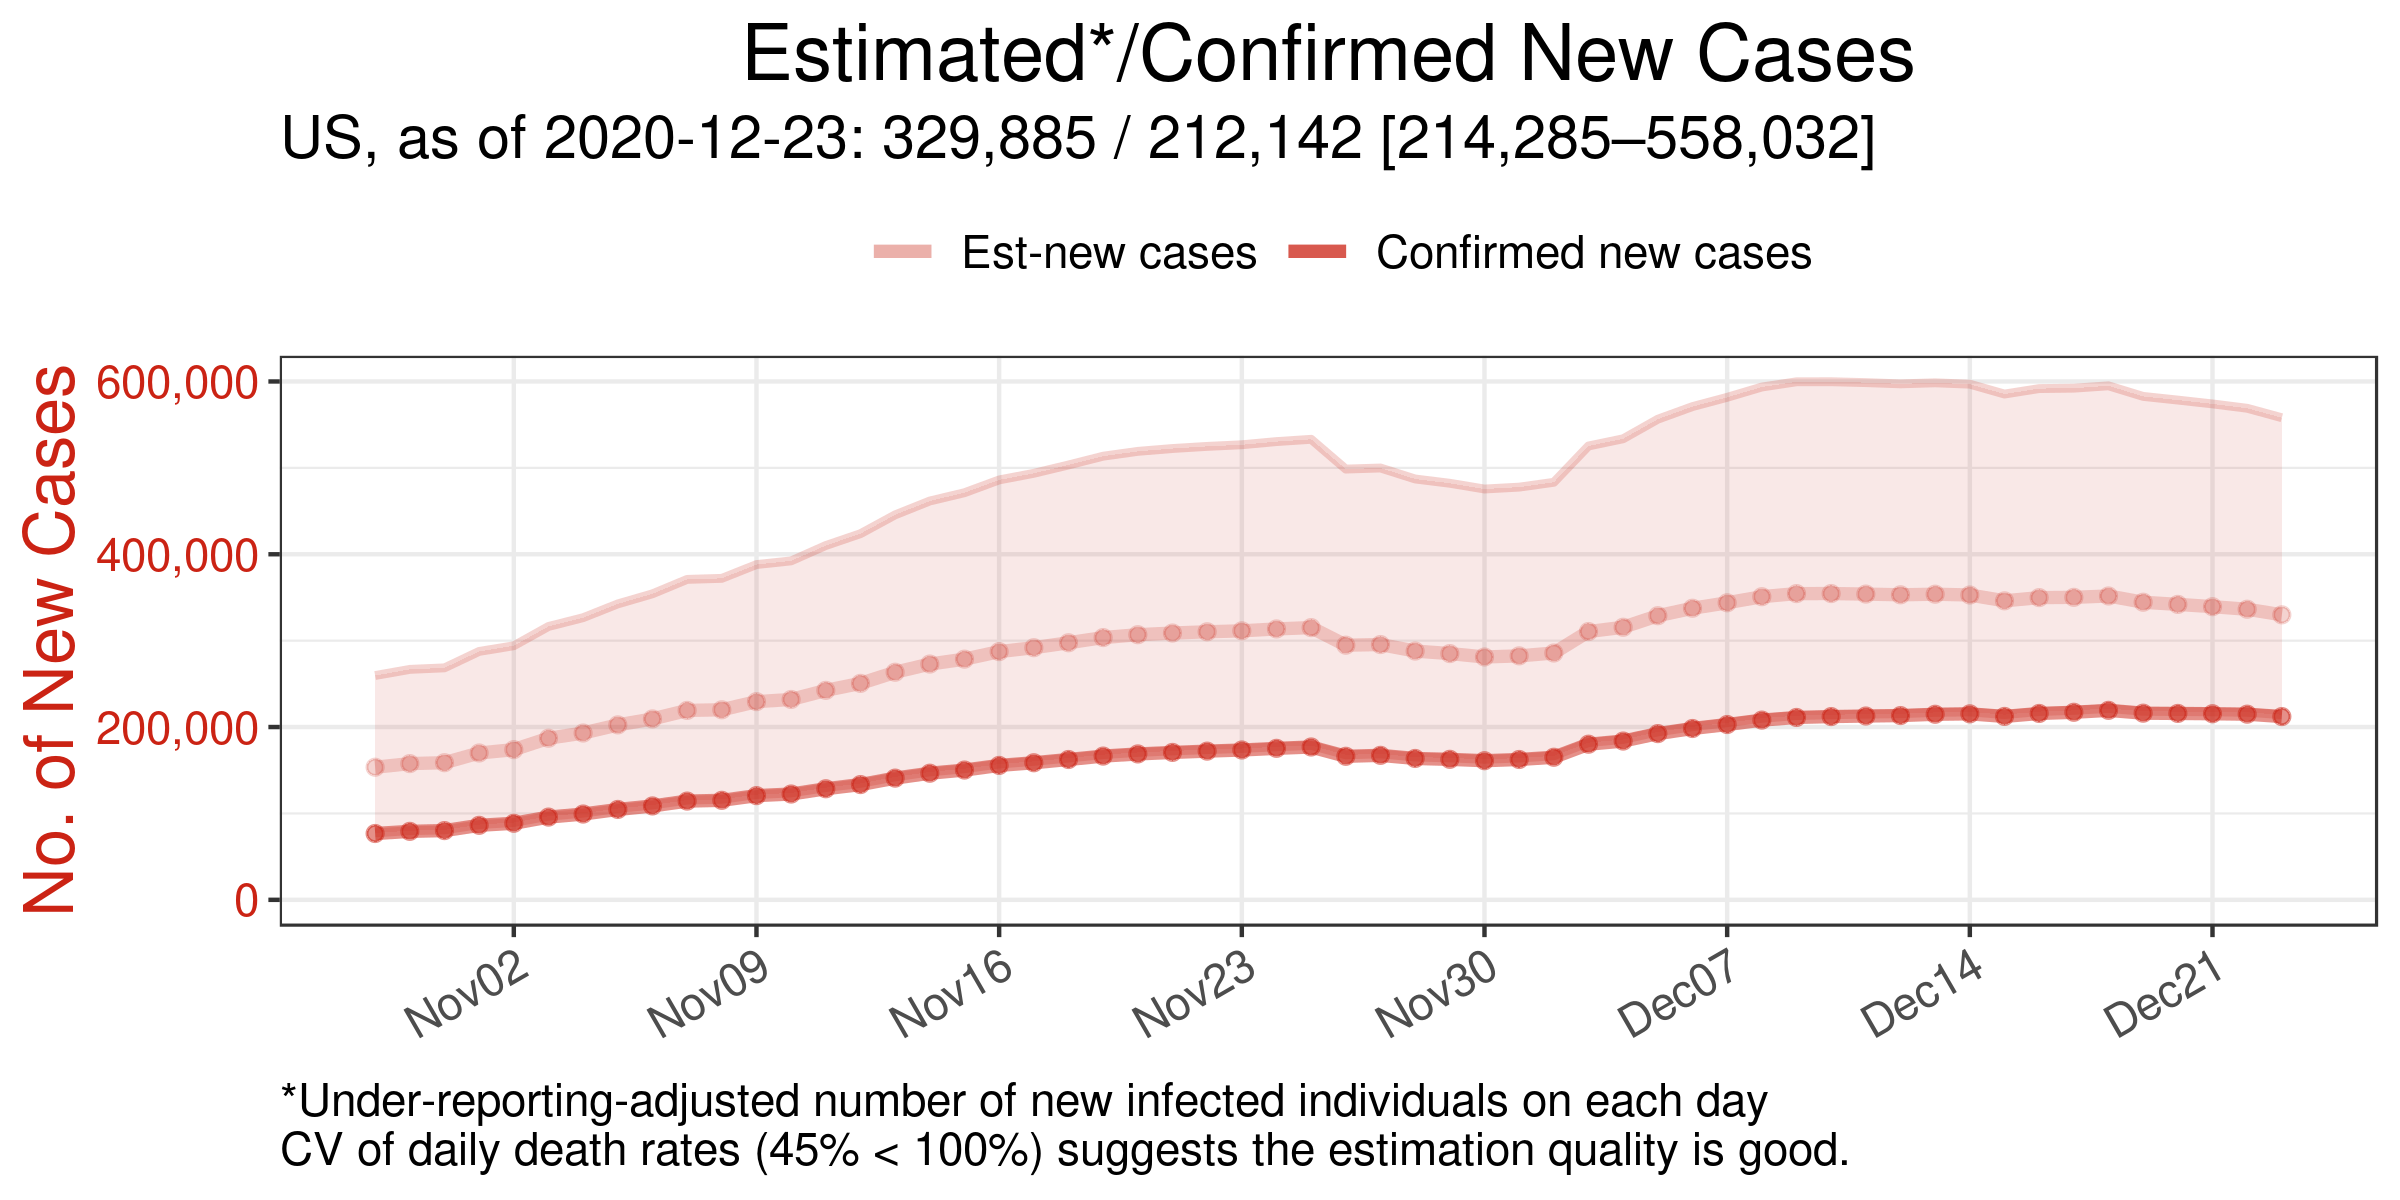 Estimated*/Confirmed New Cases
US, as of 2020-12-23: 329,885 / 212,142 [214,285–558,032]
Est-new cases
Confirmed new cases
No. of New Cases
600,000
400,000
200,000
0
Nov02
Nov09
Nov16
Nov23
Nov30
Dec07
Dec14
Dec21
*Under-reporting-adjusted number of new infected individuals on each day
CV of daily death rates (45% < 100%) suggests the estimation quality is good.